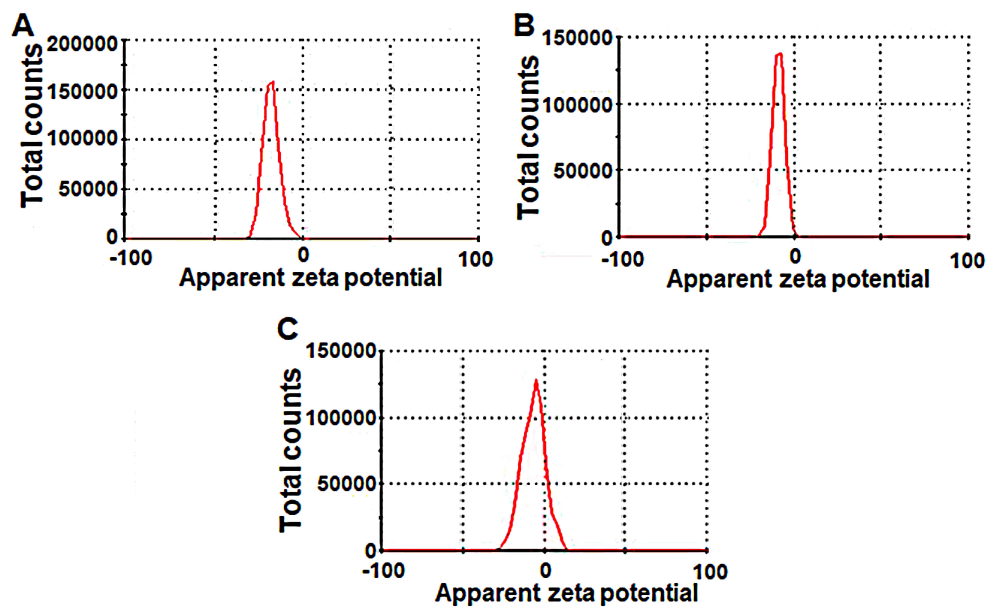 A
200000
150000
100000
50000
0
-100 0 100
Total counts
Apparent zeta potential
B
150000
100000
50000
0
-100 0 100
Total counts
Apparent zeta potential
C
150000
100000
50000
0
-100 0 100
Total counts
Apparent zeta potential